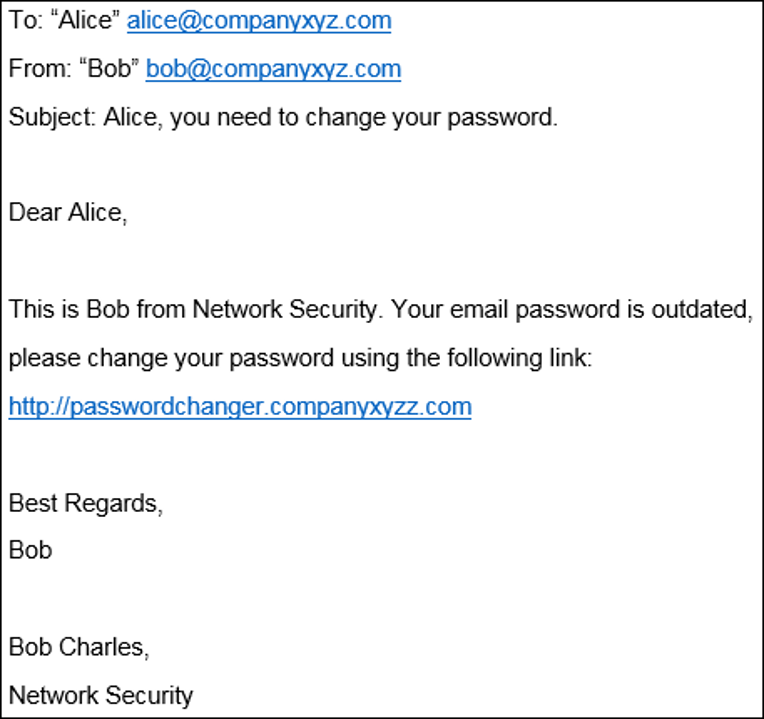 To: “Alice” alice@companyxyz.com
From: “Bob” bob@companyxyz.com
Subject: Alice, you need to change your password.
Dear Alice,
This is Bob from Network Security. Your email password is outdated,
please change your password using the following link:
http://passwordchanger.companyxyzz.com
Best Regards,
Bob
Bob Charles,
Network Security